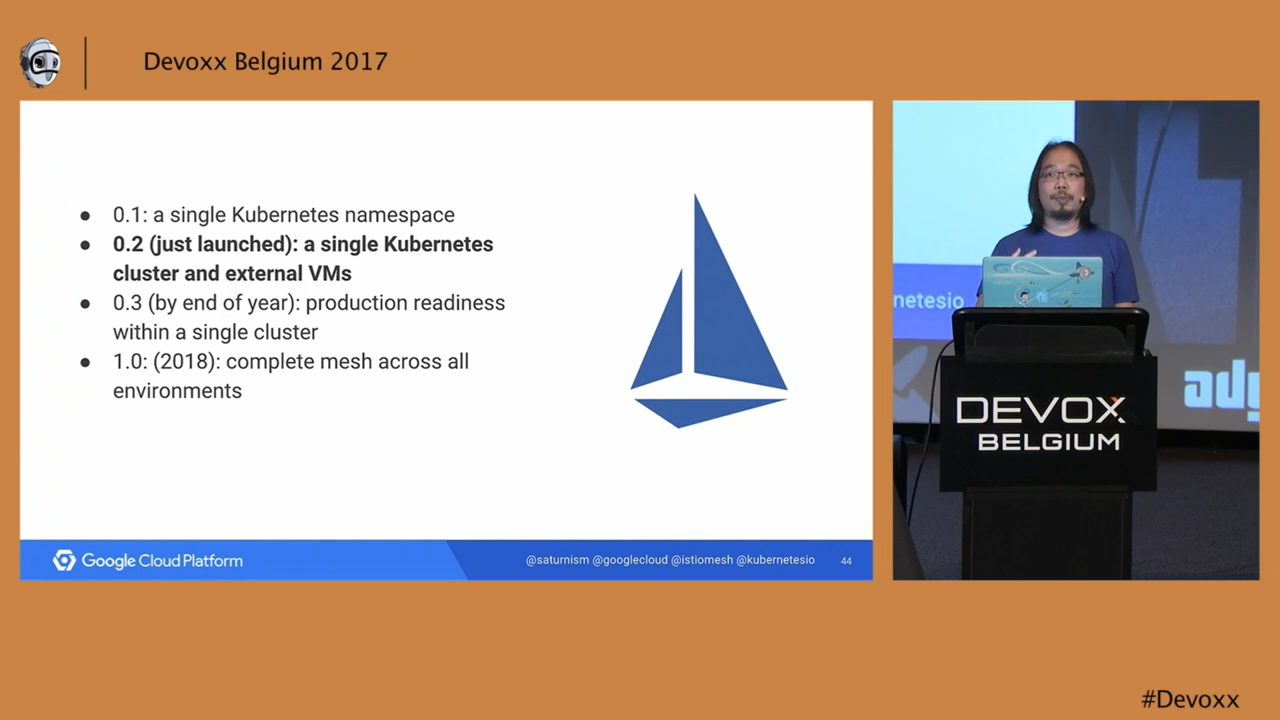 Devoxx Belgium 2017
● 0.1: a single Kubernetes namespace
● 0.2 (just launched): a single Kubernetes
cluster and external VMs
● 0.3 (by end of year): production readiness
within a single cluster
● 1.0: (2018): complete mesh across all
environments
Google Cloud Platform
@saturnism @googlecloud @istiomesh @kubernetesio 44
netesio
ady
DEVOXX
BELGIUM
#Devoxx